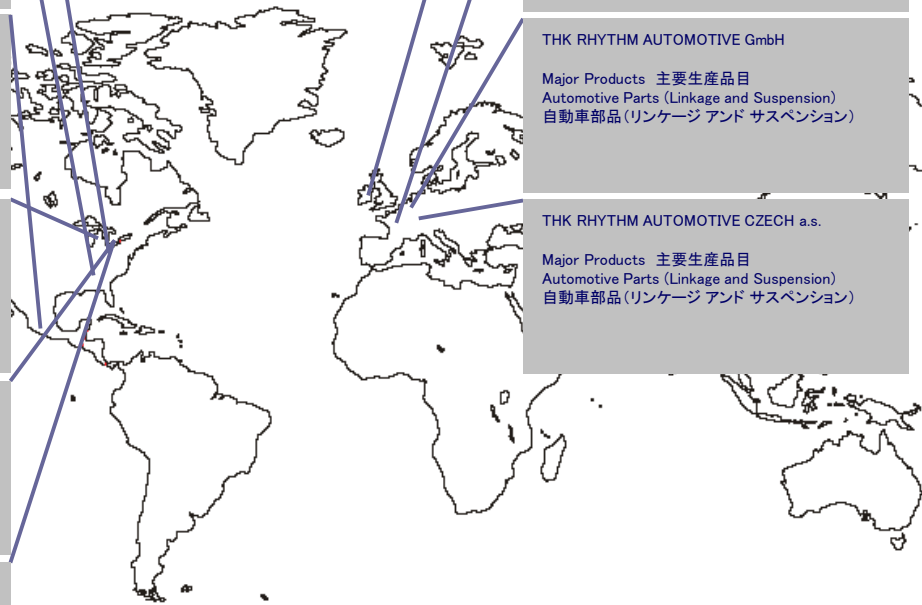 THK RHYTHM AUTOMOTIVE GmbH
Major Products 主要生産品目
Automotive Parts (Linkage and Suspension)
自動車部品(リンケージ アンド サスペンション)
THK RHYTHM AUTOMOTIVE CZECH a.s.
Major Products 主要生産品目
Automotive Parts (Linkage and Suspension)
自動車部品(リンケージ アンド サスペンション)